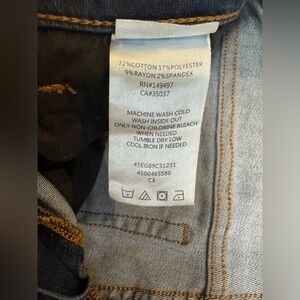 72%COTTON 17%POLYESTER
9%RAYON 2%SPANDEX
RN#149497
CA#35037
MACHINE WASH COLD
WASH INSIDE OUT
ONLY NON-CHLORINE BLEACH
WHEN NEEDED
TUMBLE DRY LOW
COOL IRON IF NEEDED
45EG89C31231
4500465580
C3